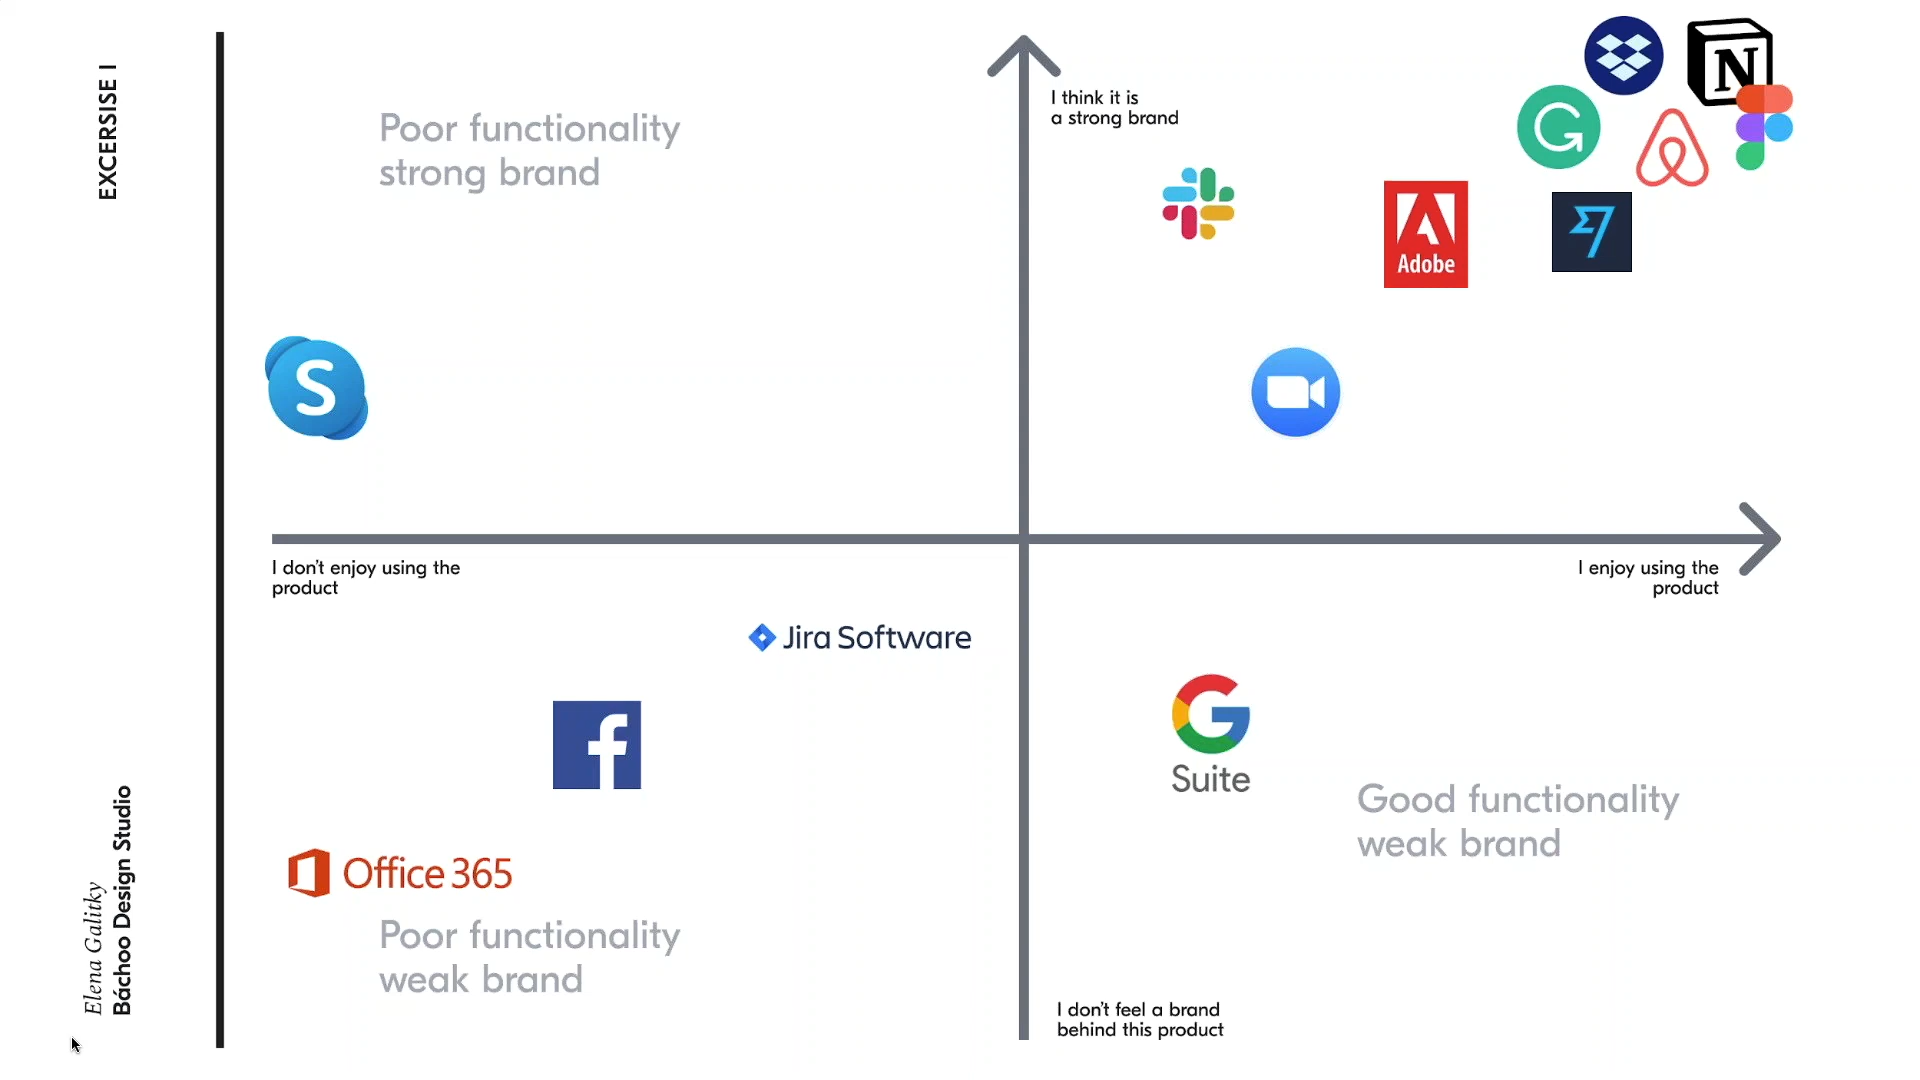 EXCERSISE I
Elena Galitky
Báchoo Design Studio
Poor functionality
strong brand
I think it is
a strong brand
N
G
Adobe
S
I don't enjoy using the
product
I enjoy using the
product
Jira Software
f
G
Suite
Good functionality
weak brand
Office 365
Poor functionality
weak brand
I don't feel a brand
behind this product